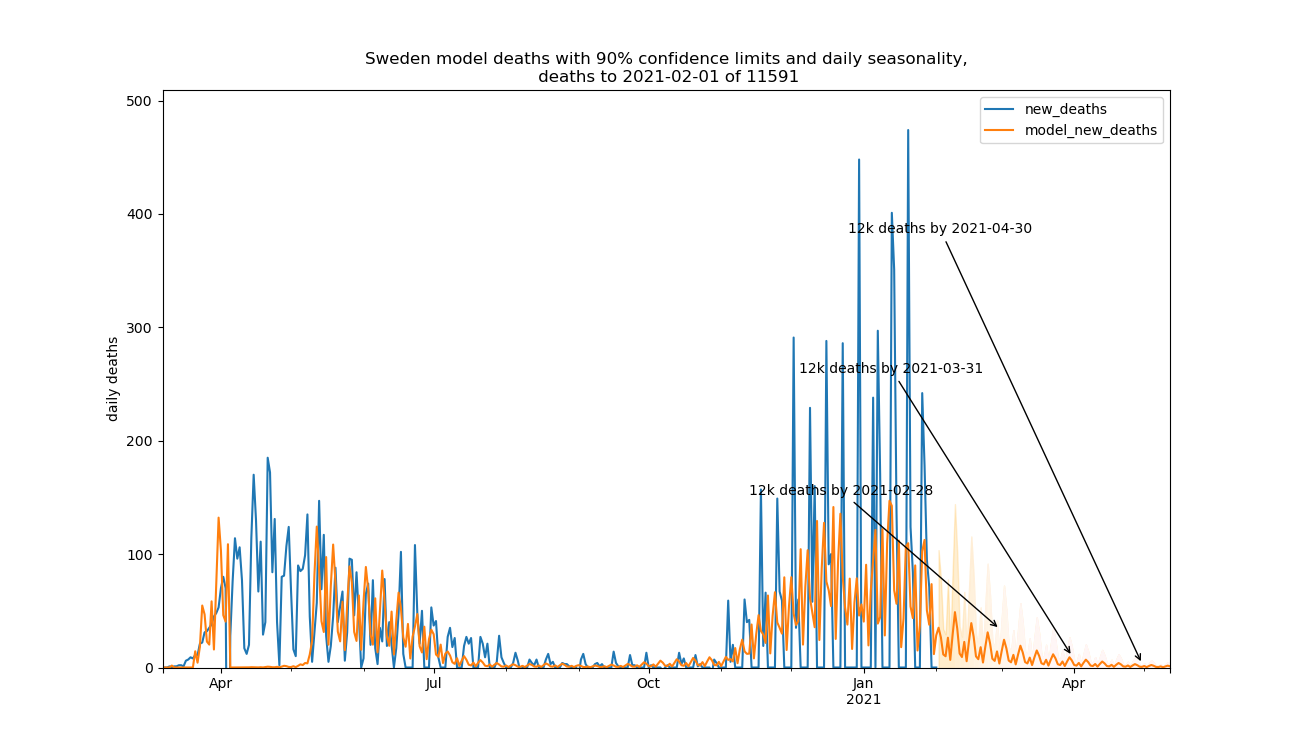 Sweden model deaths with 90% confidence limits and daily seasonality,
deaths to 2021-02-01 of 11591
500
400
300
200
100
0
daily deaths
new_deaths
model_new_deaths
12k deaths by 2021-04-30
12k deaths by 2021-03-31
12k deaths by 2021-02-28
Apr
Jul
Oct
Jan
2021
Apr